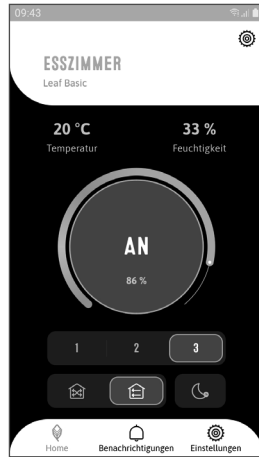 09:43
ESSZIMMER
Leaf Basic
20 °C 33 %
Temperatur Feuchtigkeit
AN
86 %
1 2 3
Home Benachrichtigungen Einstellungen